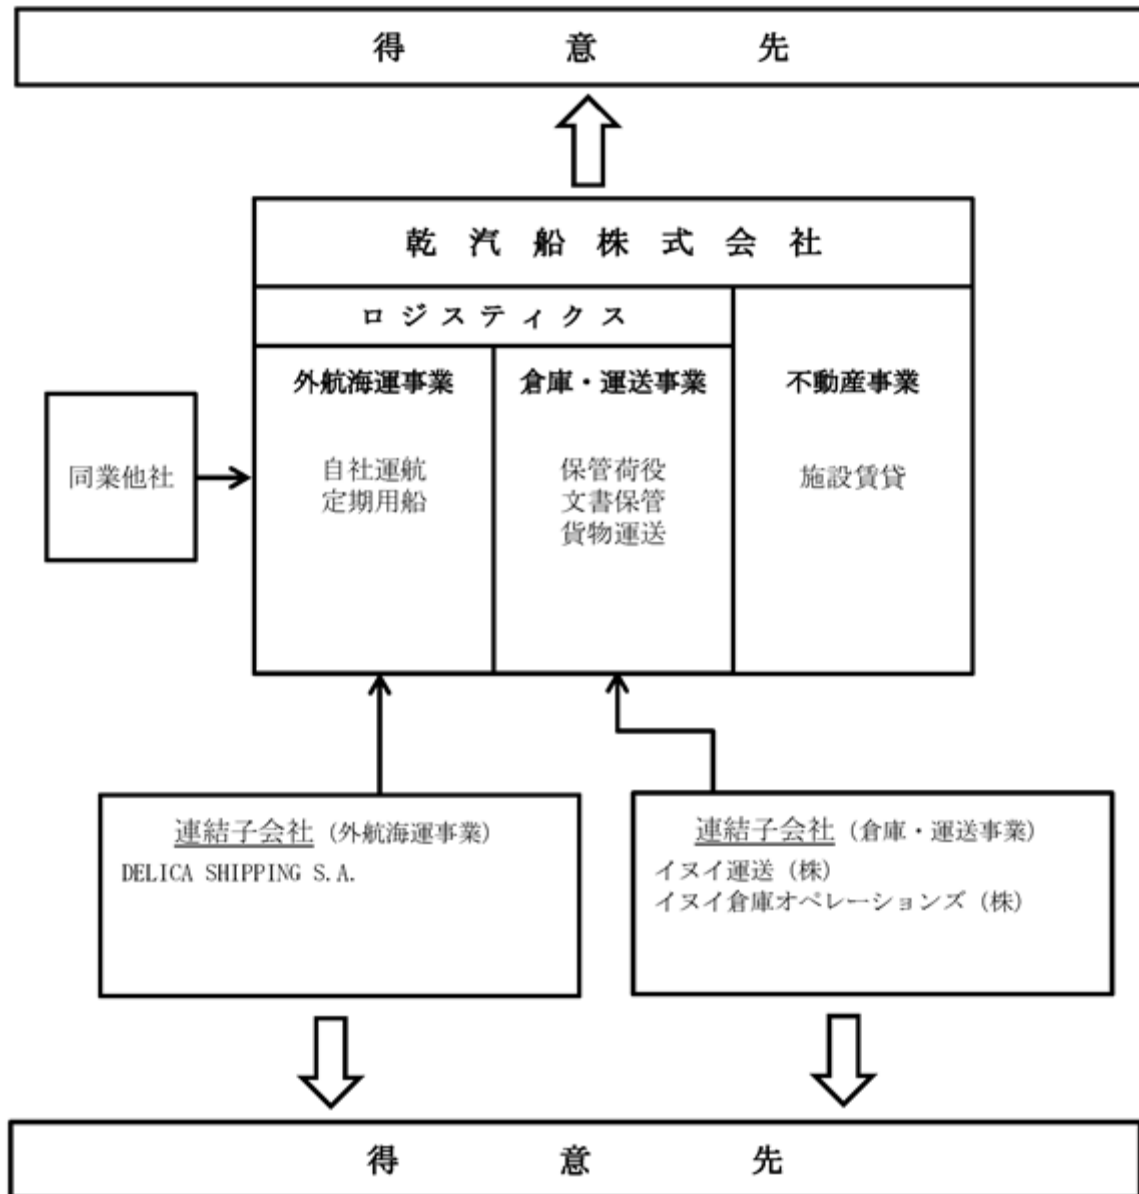 得意先
乾汽船株式会社
ロジスティクス
外航海運事業
自社運航
定期用船
倉庫・運送事業
保管荷役
文書保管
貨物運送
不動産事業
施設賃貸
同業他社
連結子会社（外航海運事業）
DELICA SHIPPING S.A.
連結子会社（倉庫・運送事業）
イヌイ運送（株）
イヌイ倉庫オペレーションズ（株）
得意先